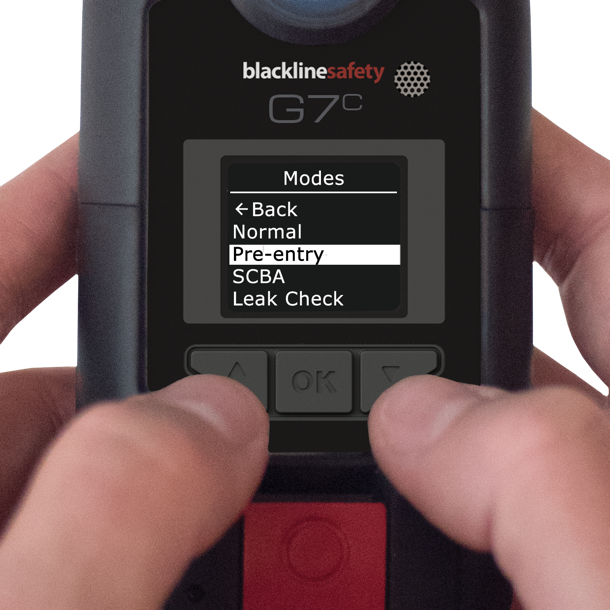 blacklinesafety
G7c
Modes
←Back
Normal
Pre-entry
SCBA
Leak Check
OK